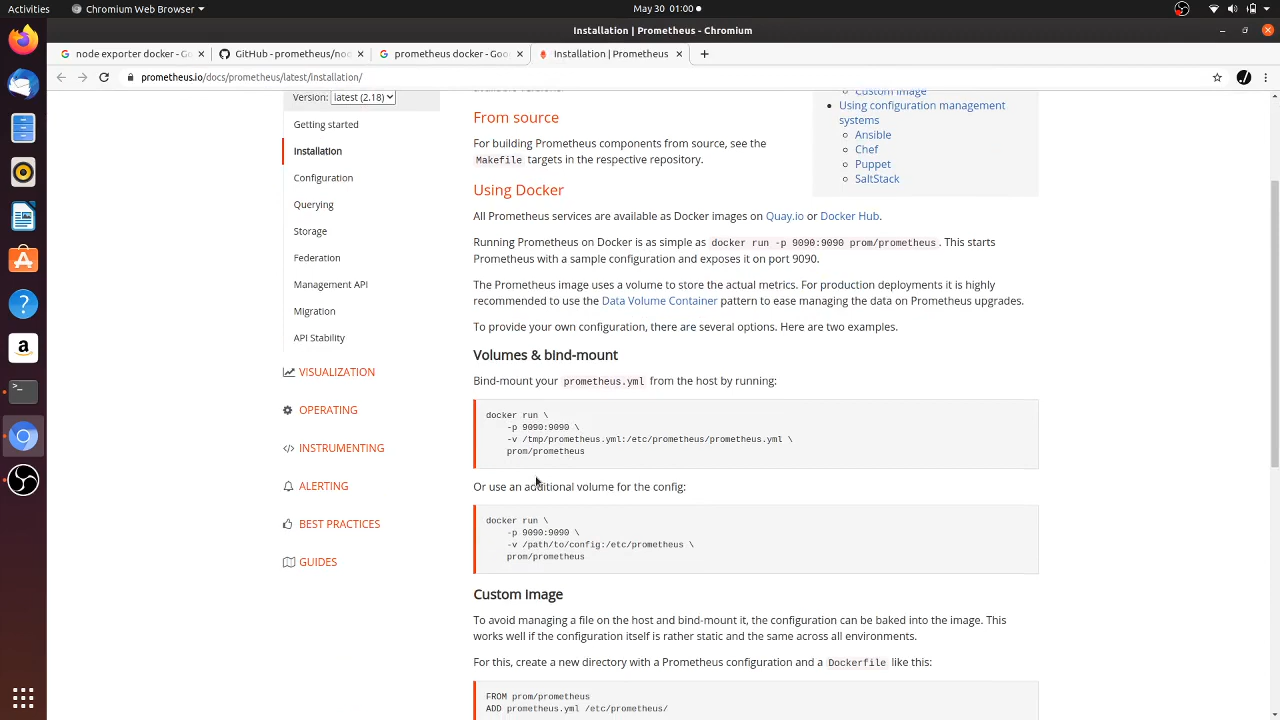 Activities
Chromium Web Browser
May 30 01:00
Installation | Prometheus - Chromium
node exporter docker - Go
GitHub - prometheus/no
prometheus docker - Goo
Installation | Prometheus
prometheus.io/docs/prometheus/latest/installation/
Version: latest (2.18)
Getting started
Installation
Configuration
Querying
Storage
Federation
Management API
Migration
API Stability
VISUALIZATION
OPERATING
INSTRUMENTING
ALERTING
BEST PRACTICES
GUIDES
available versions.
From source
For building Prometheus components from source, see the
Makefile targets in the respective repository.
Using Docker
All Prometheus services are available as Docker images on Quay.io or Docker Hub.
Running Prometheus on Docker is as simple as docker run -p 9090:9090 prom/prometheus. This starts
Prometheus with a sample configuration and exposes it on port 9090.
The Prometheus image uses a volume to store the actual metrics. For production deployments it is highly
recommended to use the Data Volume Container pattern to ease managing the data on Prometheus upgrades.
To provide your own configuration, there are several options. Here are two examples.
Volumes & bind-mount
Bind-mount your prometheus.yml from the host by running:
docker run \
-p 9090:9090 \
-v /tmp/prometheus.yml:/etc/prometheus/prometheus.yml \
prom/prometheus
Or use an additional volume for the config:
docker run \
-p 9090:9090 \
-v /path/to/config:/etc/prometheus \
prom/prometheus
Custom image
To avoid managing a file on the host and bind-mount it, the configuration can be baked into the image. This
works well if the configuration itself is rather static and the same across all environments.
For this, create a new directory with a Prometheus configuration and a Dockerfile like this:
FROM prom/prometheus
ADD prometheus.yml /etc/prometheus/
Custom image
Using configuration management
systems
Ansible
Chef
Puppet
SaltStack